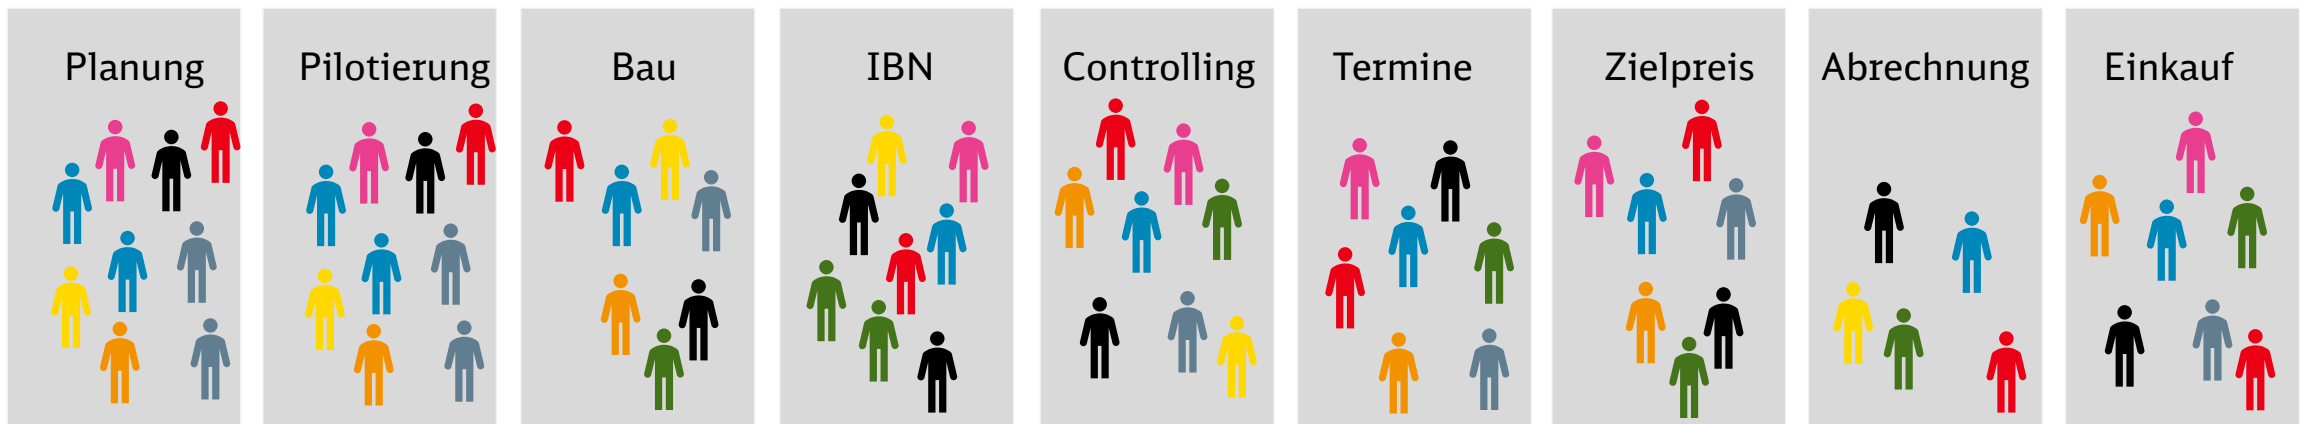 Planung
Pilotierung
Bau
IBN
Controlling
Termine
Zielpreis
Abrechnung
Einkauf